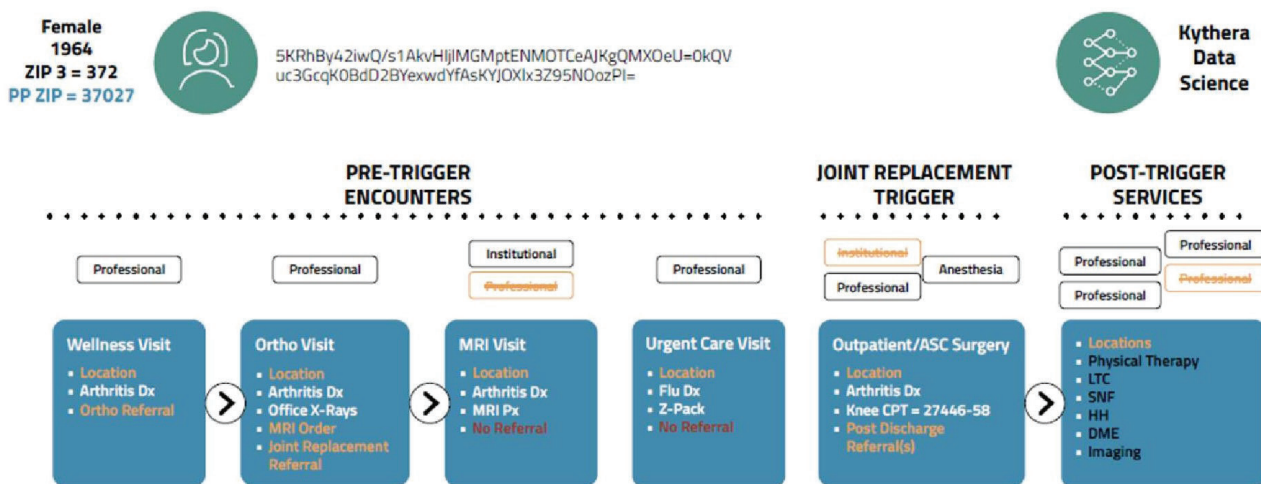 Female
1964
ZIP 3 = 372
PP ZIP = 37027
5KRhBy42iwQ/s1AkvHIjlMGMptENMOTCeAJKgQMXOeU=0kQV
uc3GcqK0BdD2BYexwdYfAsKYJOXlx3Z95NOozPI=
Kythera
Data
Science
PRE-TRIGGER
ENCOUNTERS
JOINT REPLACEMENT
TRIGGER
POST-TRIGGER
SERVICES
Professional
Professional
Institutional
Professional
Professional
Institutional
Professional
Anesthesia
Professional
Professional
Professional
Professional
Wellness Visit
Location
Arthritis Dx
Ortho Referral
Ortho Visit
Location
Arthritis Dx
Office X-Rays
MRI Order
Joint Replacement
Referral
MRI Visit
Location
Arthritis Dx
MRI Px
No Referral
Urgent Care Visit
Location
Flu Dx
Z-Pack
No Referral
Outpatient/ASC Surgery
Location
Arthritis Dx
Knee CPT = 27446-58
Post Discharge
Referral(s)
Locations
Physical Therapy
LTC
SNF
HH
DME
Imaging